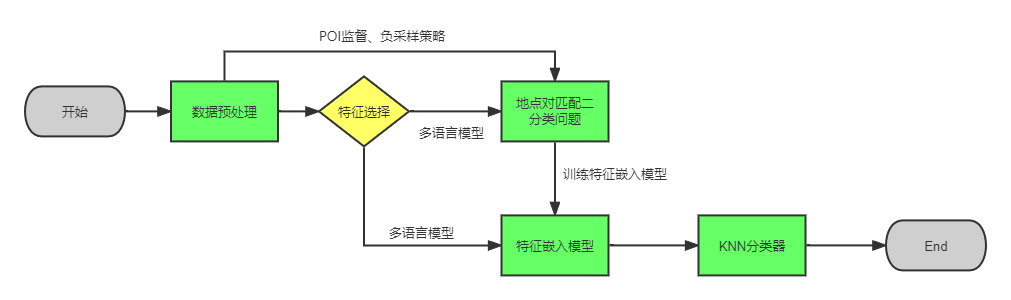 POI监督、负采样策略
开始
数据预处理
特征选择
地点对匹配二
分类问题
多语言模型
训练特征嵌入模型
多语言模型
特征嵌入模型
KNN分类器
End